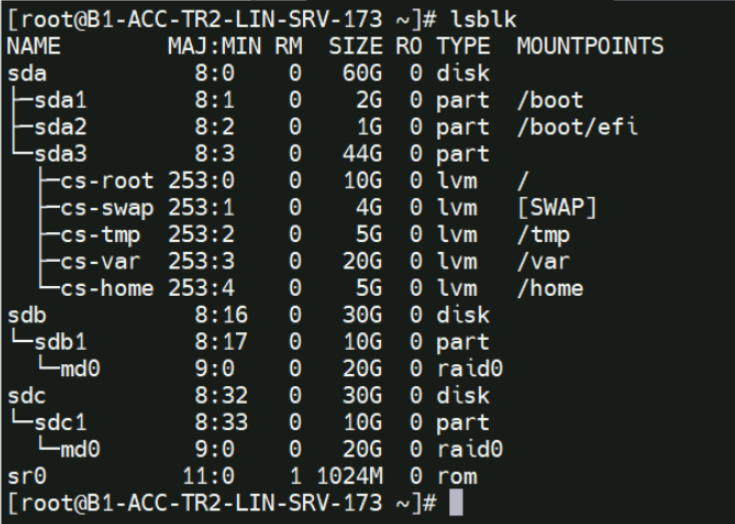 [root@B1-ACC-TR2-LIN-SRV-173 ~]# lsblk
NAME        MAJ:MIN RM  SIZE RO TYPE  MOUNTPOINTS
sda           8:0    0   60G  0 disk
├─sda1        8:1    0    2G  0 part  /boot
├─sda2        8:2    0    1G  0 part  /boot/efi
└─sda3        8:3    0   44G  0 part
  ├─cs-root 253:0    0   10G  0 lvm   /
  ├─cs-swap 253:1    0    4G  0 lvm   [SWAP]
  ├─cs-tmp  253:2    0    5G  0 lvm   /tmp
  ├─cs-var  253:3    0   20G  0 lvm   /var
  └─cs-home 253:4    0    5G  0 lvm   /home
sdb           8:16   0   30G  0 disk
└─sdb1        8:17   0   10G  0 part
  └─md0       9:0    0   20G  0 raid0
sdc           8:32   0   30G  0 disk
└─sdc1        8:33   0   10G  0 part
  └─md0       9:0    0   20G  0 raid0
sr0          11:0    1 1024M  0 rom
[root@B1-ACC-TR2-LIN-SRV-173 ~]#